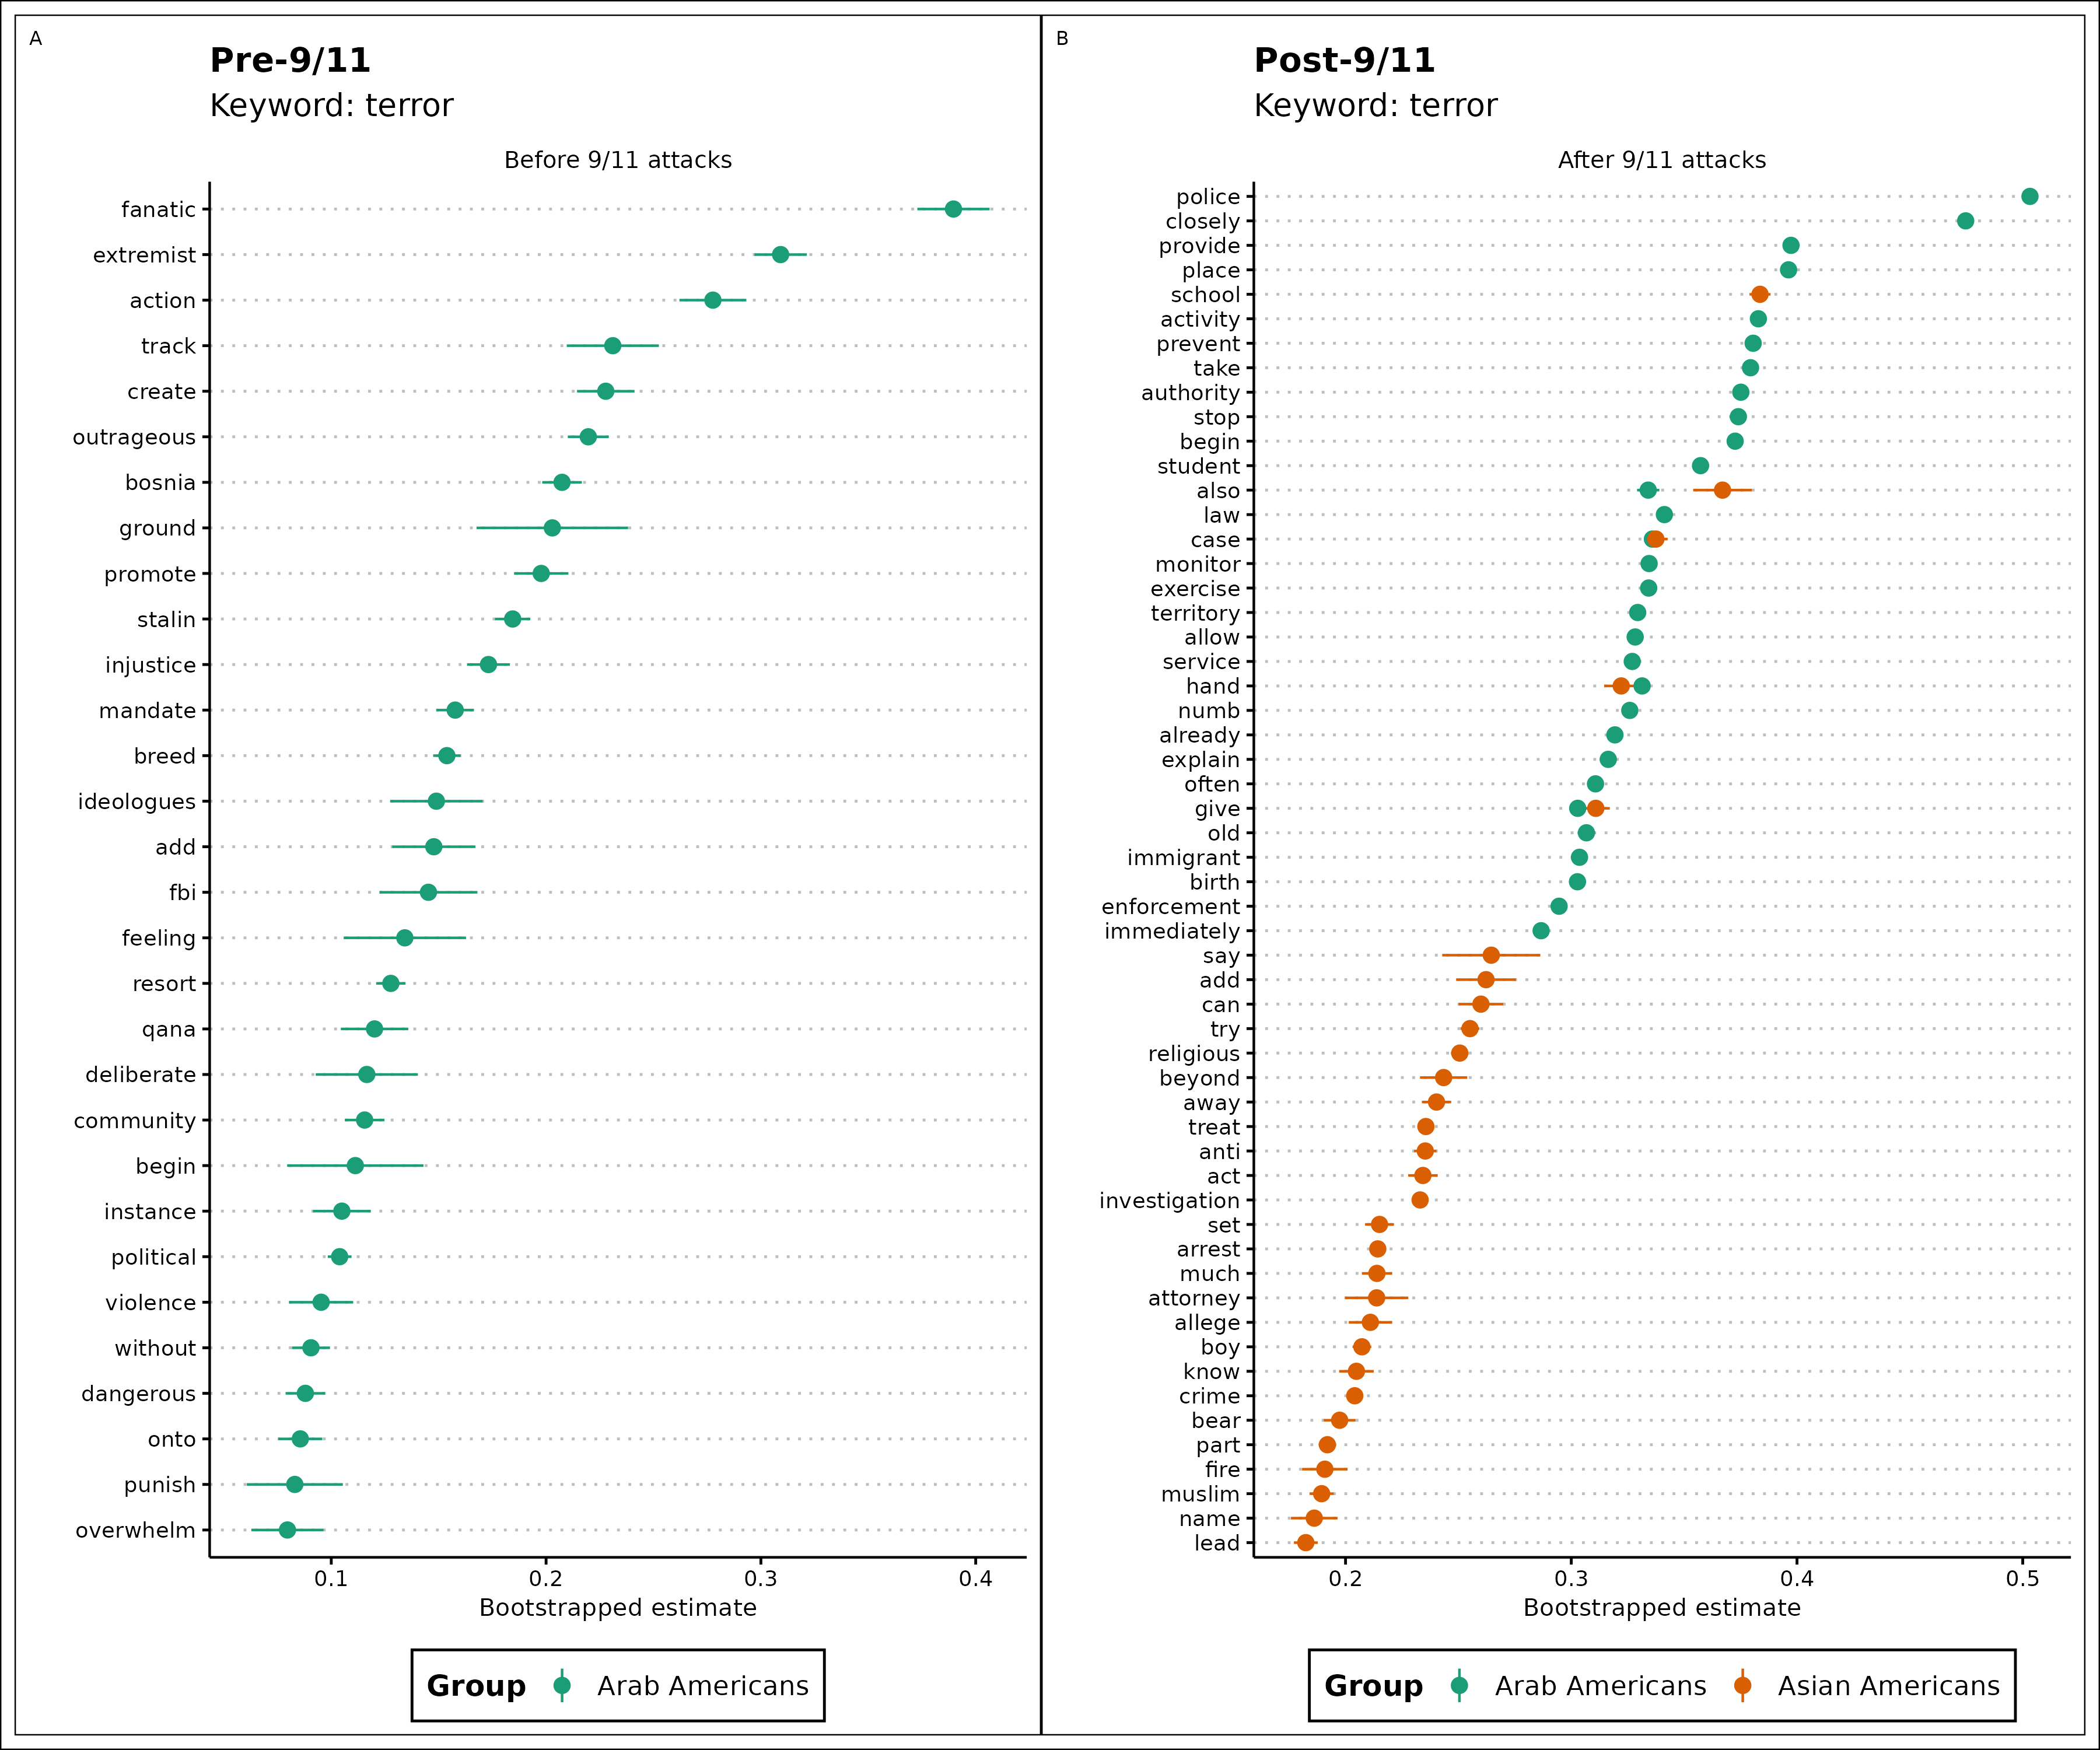 A
Pre-9/11
Keyword: terror
Before 9/11 attacks
fanatic
extremist
action
track
create
outrageous
bosnia
ground
promote
stalin
injustice
mandate
breed
ideologues
add
fbi
feeling
resort
qana
deliberate
community
begin
instance
political
violence
without
dangerous
onto
punish
overwhelm
0.1 0.2 0.3 0.4
Bootstrapped estimate
Group Arab Americans
B
Post-9/11
Keyword: terror
After 9/11 attacks
police
closely
provide
place
school
activity
prevent
take
authority
stop
begin
student
also
law
case
monitor
exercise
territory
allow
service
hand
numb
already
explain
often
give
old
immigrant
birth
enforcement
immediately
say
add
can
try
religious
beyond
away
treat
anti
act
investigation
set
arrest
much
attorney
allege
boy
know
crime
bear
part
fire
muslim
name
lead
0.2 0.3 0.4 0.5
Bootstrapped estimate
Group Arab Americans Asian Americans